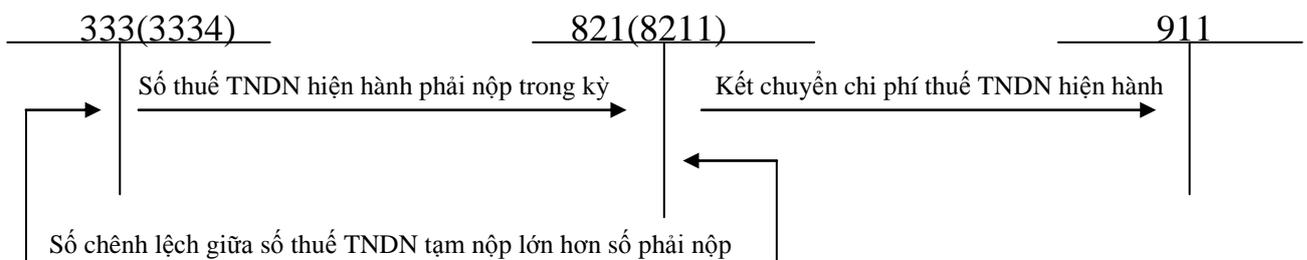 333(3334) 821(8211) 911
Số thuế TNDN hiện hành phải nộp trong kỳ Kết chuyển chi phí thuế TNDN hiện hành
Số chênh lệch giữa số thuế TNDN tạm nộp lớn hơn số phải nộp